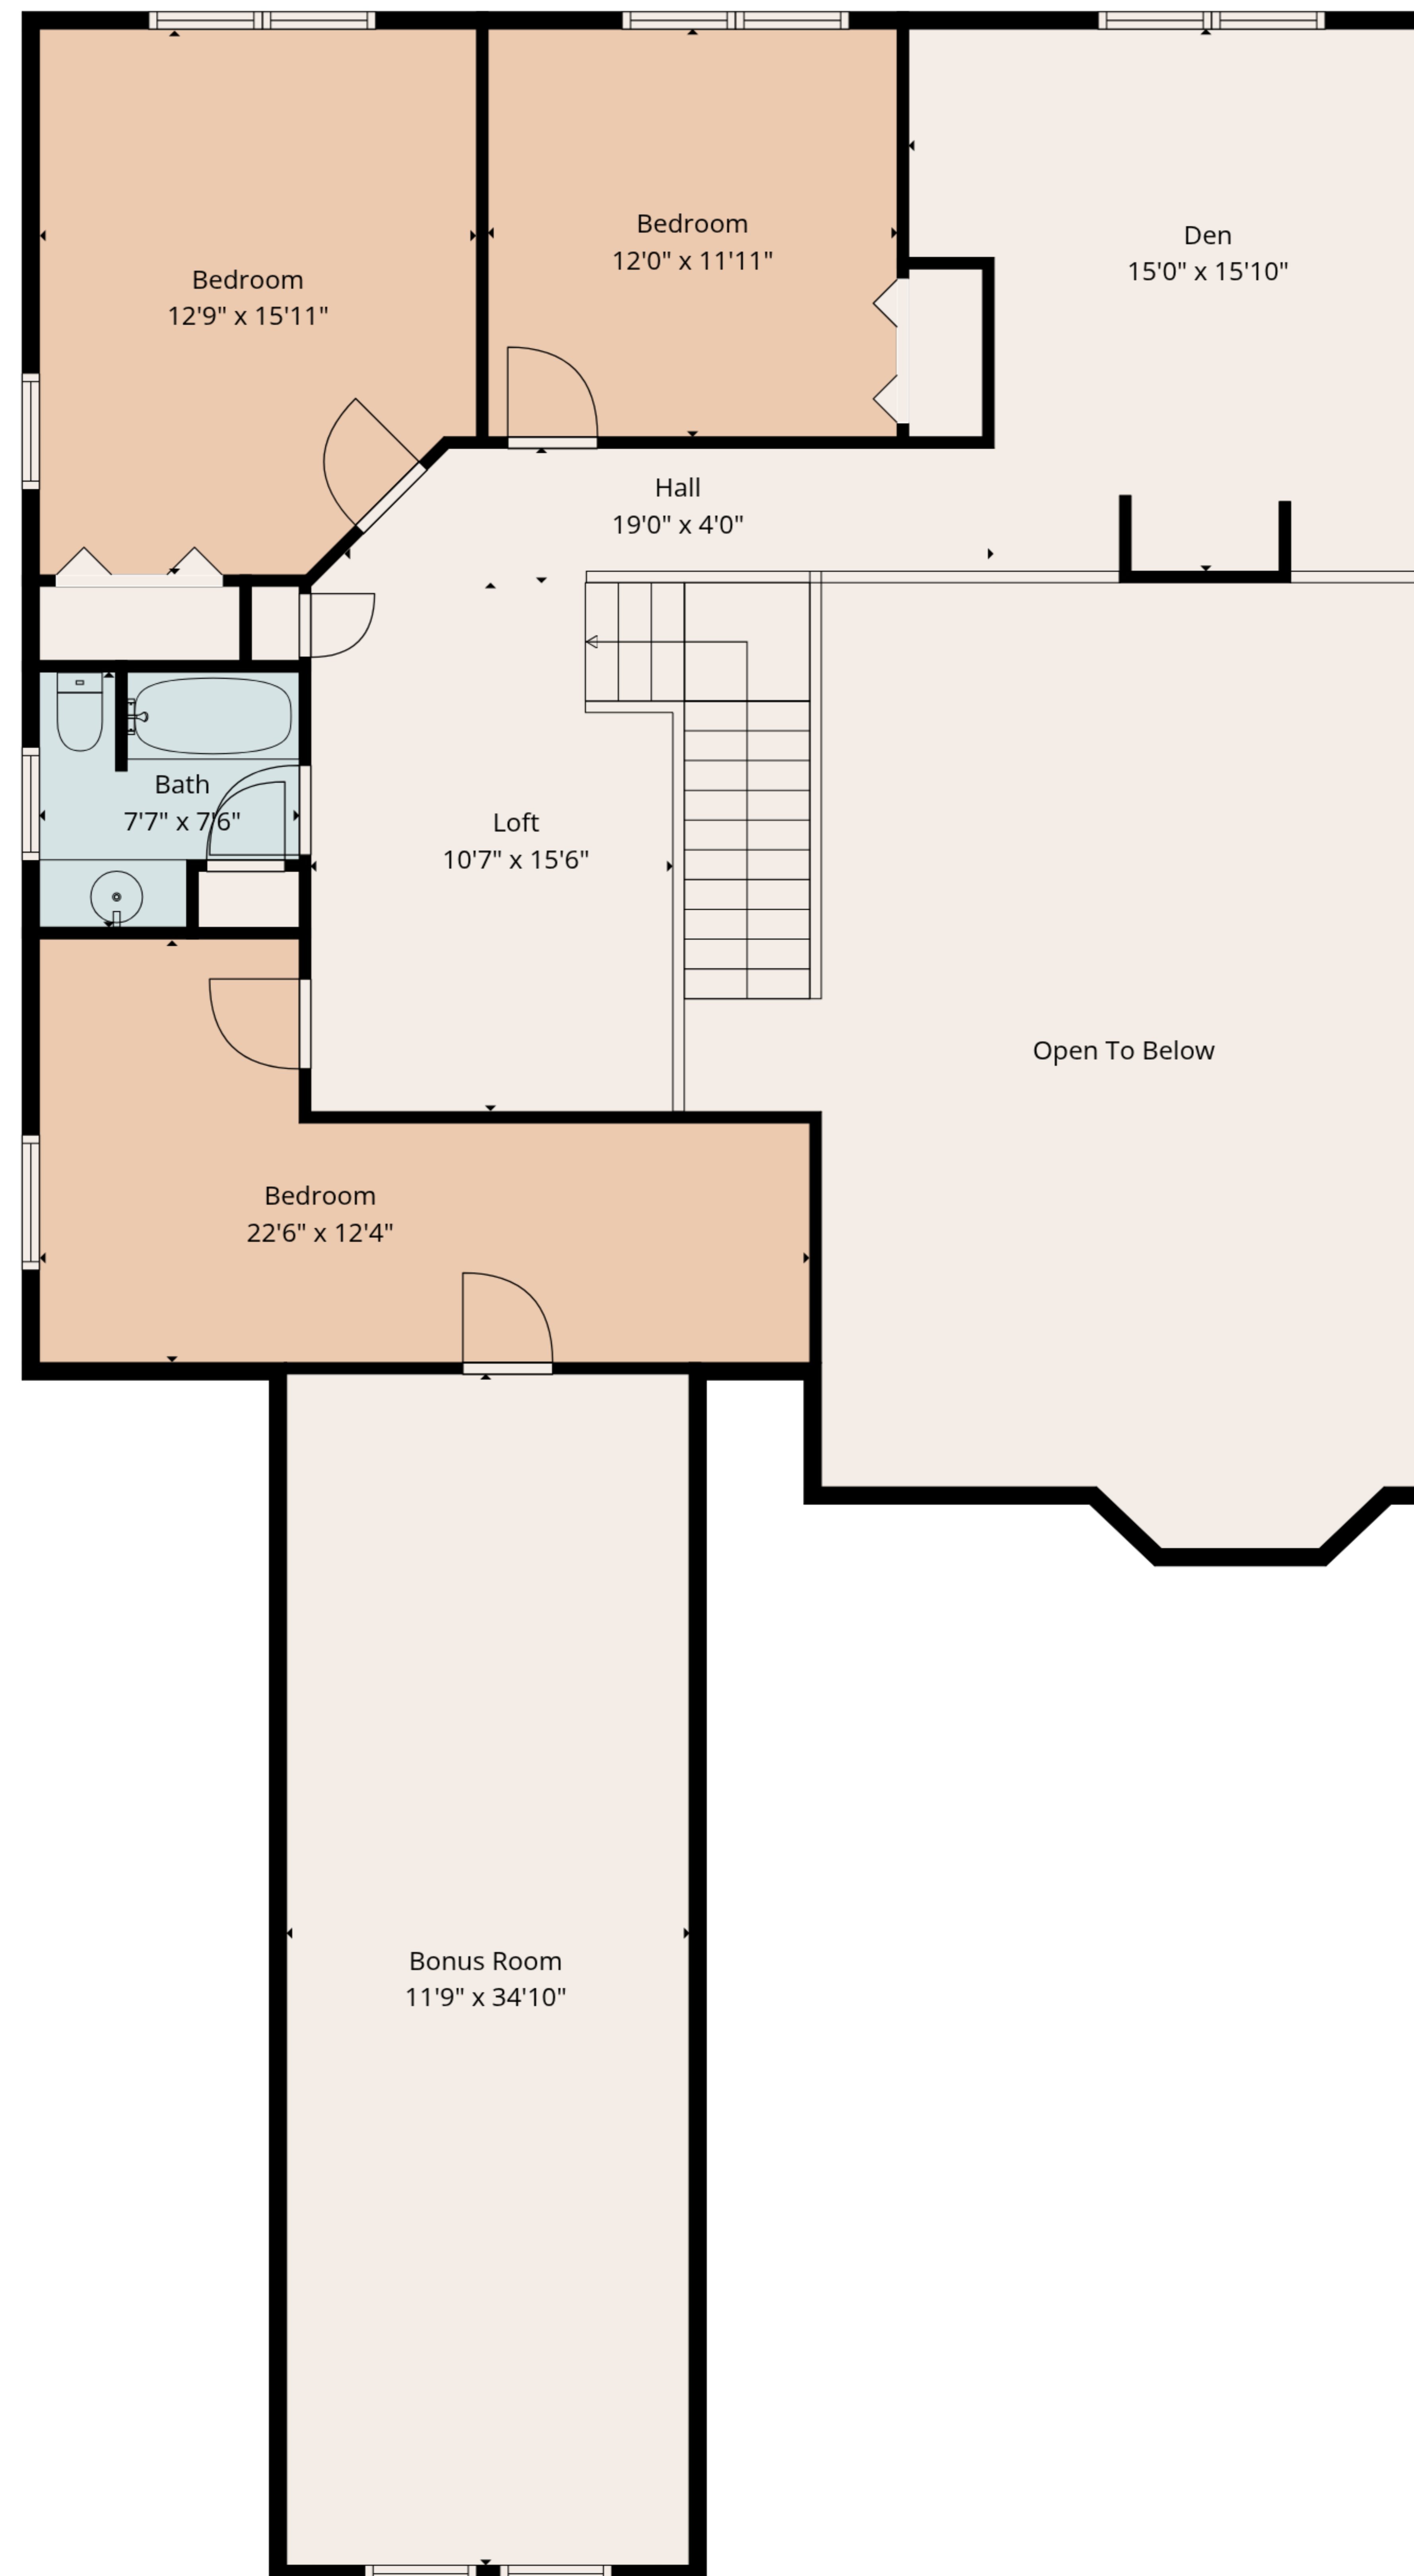 Bedroom
12'9" x 15'11"
Bedroom
12'0" x 11'11"
Den
15'0" x 15'10"
Hall
19'0" x 4'0"
Bath
7'7" x 7'6"
Loft
10'7" x 15'6"
Open To Below
Bedroom
22'6" x 12'4"
Bonus Room
11'9" x 34'10"